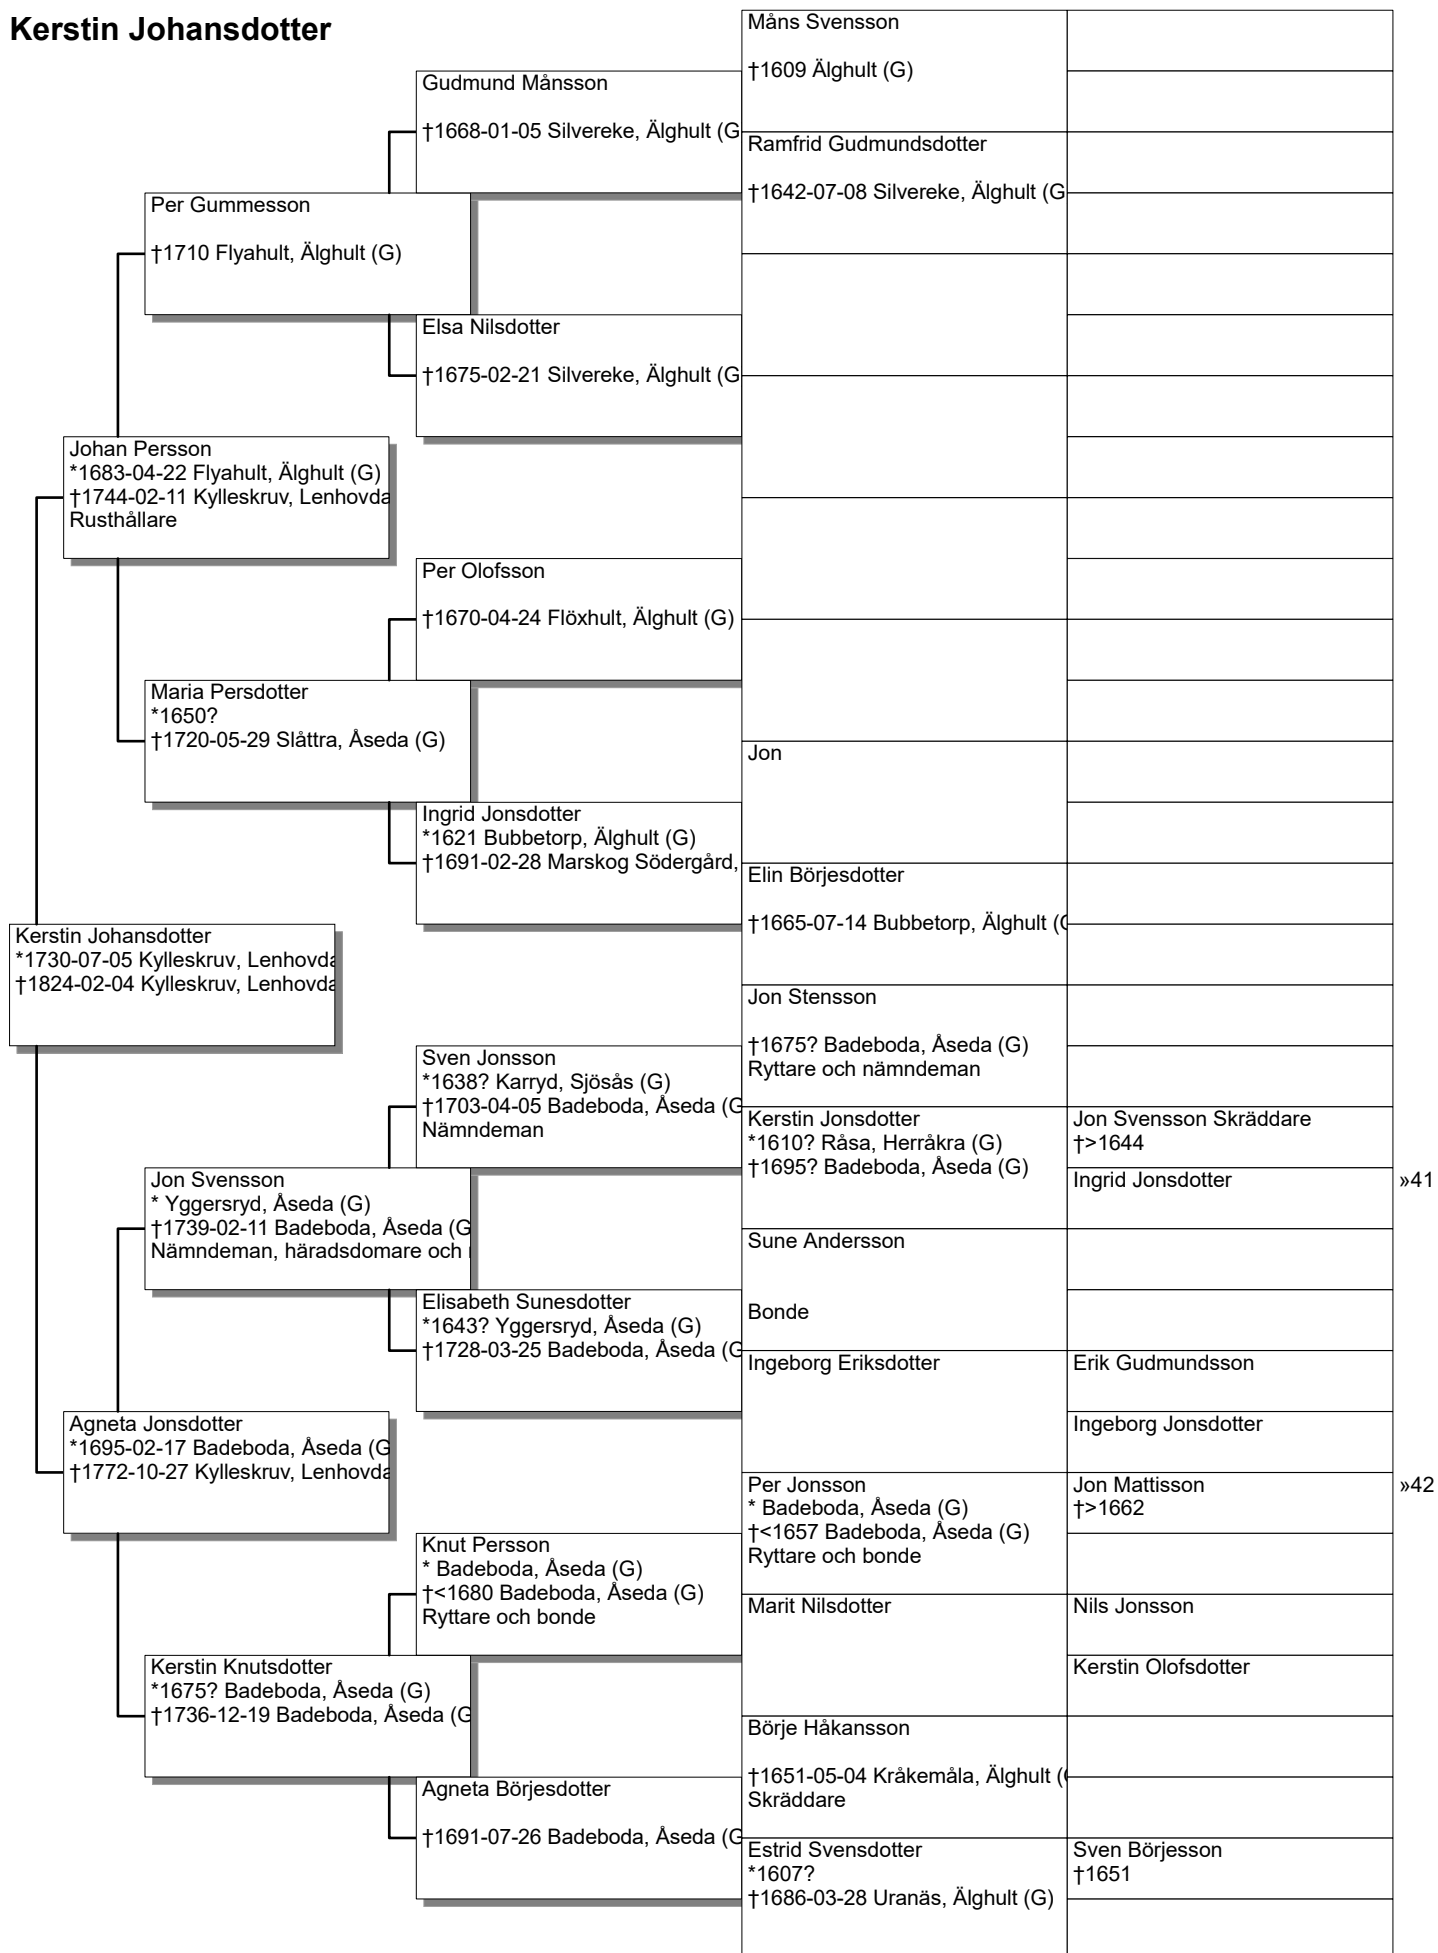 Kerstin Johansdotter
Kerstin Johansdotter
*1730-07-05 Kylleskruv, Lenhovda
†1824-02-04 Kylleskruv, Lenhovda
Johan Persson
*1683-04-22 Flyahult, Älghult (G)
†1744-02-11 Kylleskruv, Lenhovda
Rusthållare
Agneta Jonsdotter
*1695-02-17 Badeboda, Åseda (G
†1772-10-27 Kylleskruv, Lenhovda
Per Gummesson
†1710 Flyahult, Älghult (G)
Maria Persdotter
*1650?
†1720-05-29 Slåttra, Åseda (G)
Jon Svensson
* Yggersryd, Åseda (G)
†1739-02-11 Badeboda, Åseda (G
Nämndeman, häradsdomare och
Kerstin Knutsdotter
*1675? Badeboda, Åseda (G)
†1736-12-19 Badeboda, Åseda (G
Gudmund Månsson
†1668-01-05 Silvereke, Älghult (G
Elsa Nilsdotter
†1675-02-21 Silvereke, Älghult (G
Per Olofsson
†1670-04-24 Flöxhult, Älghult (G)
Ingrid Jonsdotter
*1621 Bubbetorp, Älghult (G)
†1691-02-28 Marskog Södergård,
Sven Jonsson
*1638? Karryd, Sjösås (G)
†1703-04-05 Badeboda, Åseda (G
Nämndeman
Elisabeth Sunesdotter
*1643? Yggersryd, Åseda (G)
†1728-03-25 Badeboda, Åseda (G
Knut Persson
* Badeboda, Åseda (G)
†<1680 Badeboda, Åseda (G)
Ryttare och bonde
Agneta Börjesdotter
†1691-07-26 Badeboda, Åseda (G
Måns Svensson
†1609 Älghult (G)
Ramfrid Gudmundsdotter
†1642-07-08 Silvereke, Älghult (G
Jon
Elin Börjesdotter
†1665-07-14 Bubbetorp, Älghult (G
Jon Stensson
†1675? Badeboda, Åseda (G)
Ryttare och nämndeman
Kerstin Jonsdotter
*1610? Råsa, Herråkra (G)
†1695? Badeboda, Åseda (G)
Sune Andersson
Bonde
Ingeborg Eriksdotter
Per Jonsson
* Badeboda, Åseda (G)
†<1657 Badeboda, Åseda (G)
Ryttare och bonde
Marit Nilsdotter
Börje Håkansson
†1651-05-04 Kråkemåla, Älghult (G
Skräddare
Estrid Svensdotter
*1607?
†1686-03-28 Uranäs, Älghult (G)
Jon Svensson Skräddare
†>1644
Ingrid Jonsdotter
»41
Erik Gudmundsson
Ingeborg Jonsdotter
Jon Mattisson
†>1662
»42
Nils Jonsson
Kerstin Olofsdotter
Sven Börjesson
†1651